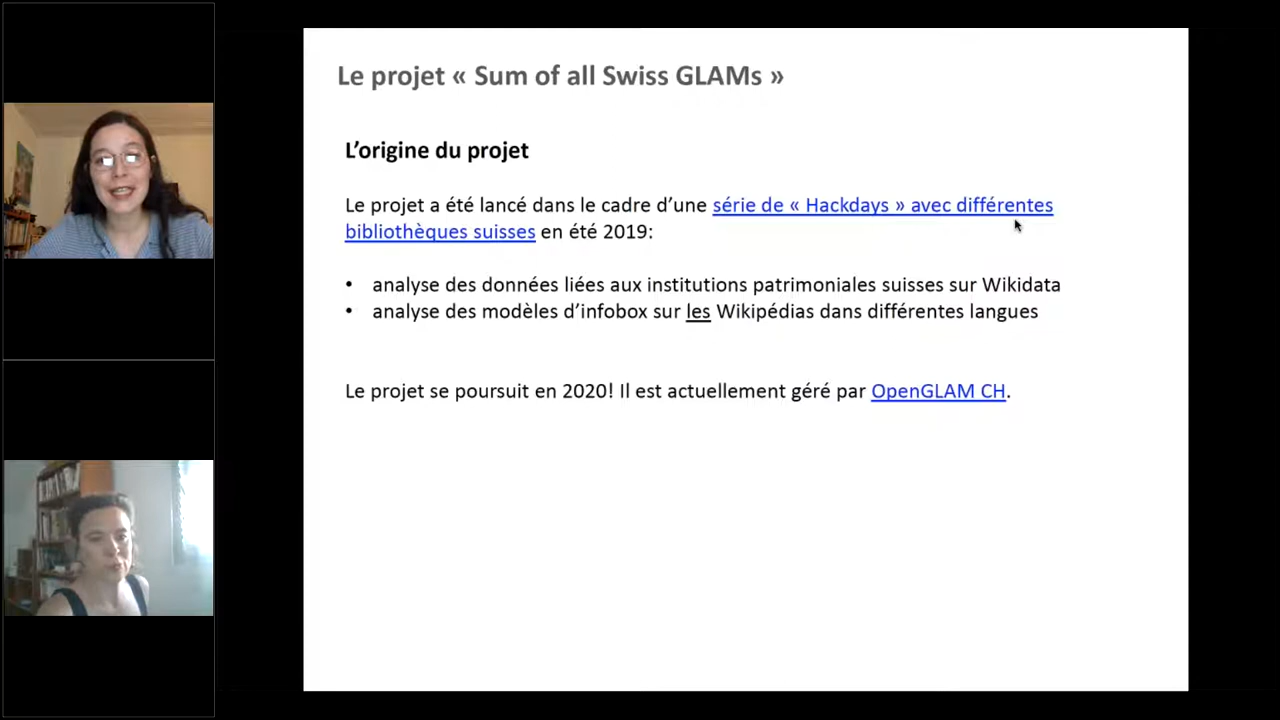 Le projet « Sum of all Swiss GLAMs »
L’origine du projet
Le projet a été lancé dans le cadre d’une série de « Hackdays » avec différentes
bibliothèques suisses en été 2019:
• analyse des données liées aux institutions patrimoniales suisses sur Wikidata
• analyse des modèles d’infobox sur les Wikipédias dans différentes langues
Le projet se poursuit en 2020! Il est actuellement géré par OpenGLAM CH.